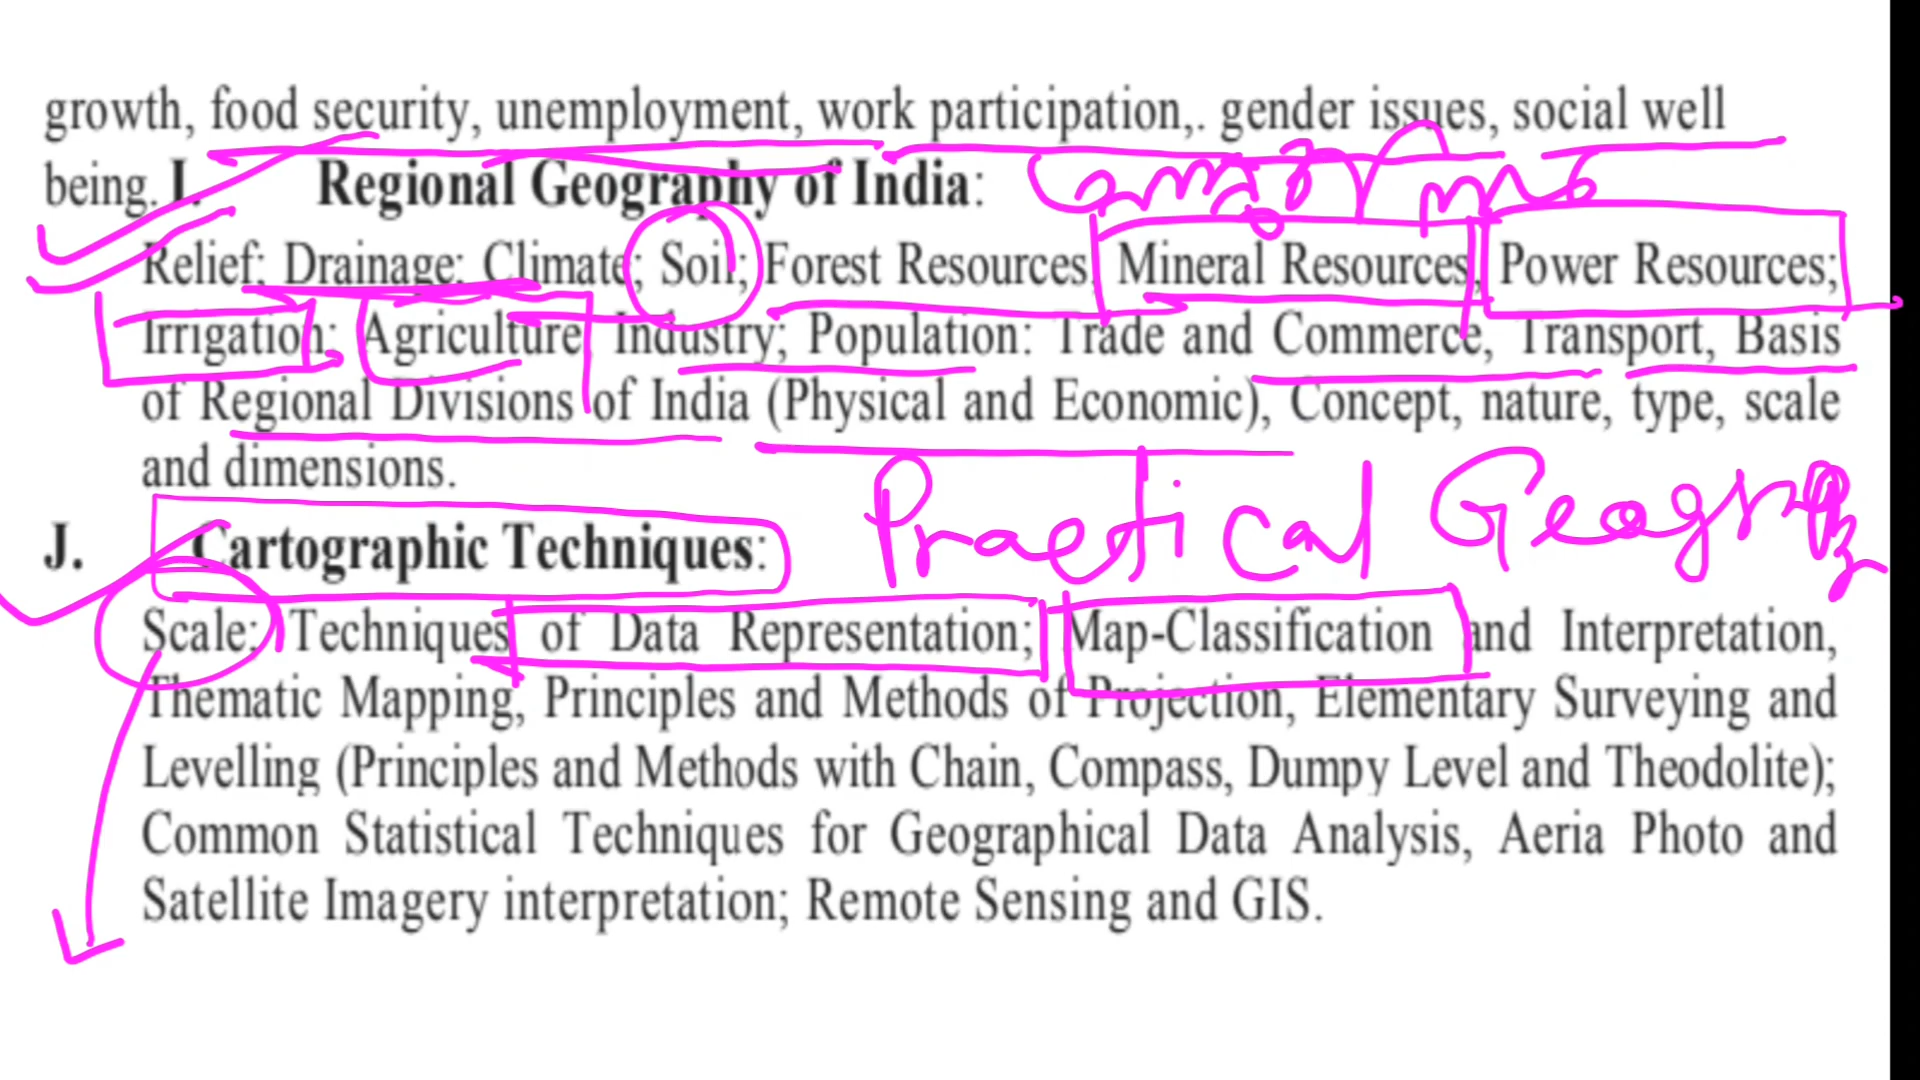 growth, food security, unemployment, work participation,. gender issues, social well
being. I. Regional Geography of India:
Relief; Drainage; Climate; Soil; Forest Resources, Mineral Resources, Power Resources;
Irrigation; Agriculture, Industry; Population: Trade and Commerce, Transport, Basis
of Regional Divisions of India (Physical and Economic), Concept, nature, type, scale
and dimensions.
Practical Geography
J. Cartographic Techniques:
Scale; Techniques of Data Representation; Map-Classification and Interpretation,
Thematic Mapping, Principles and Methods of Projection, Elementary Surveying and
Levelling (Principles and Methods with Chain, Compass, Dumpy Level and Theodolite);
Common Statistical Techniques for Geographical Data Analysis, Aeria Photo and
Satellite Imagery interpretation; Remote Sensing and GIS.